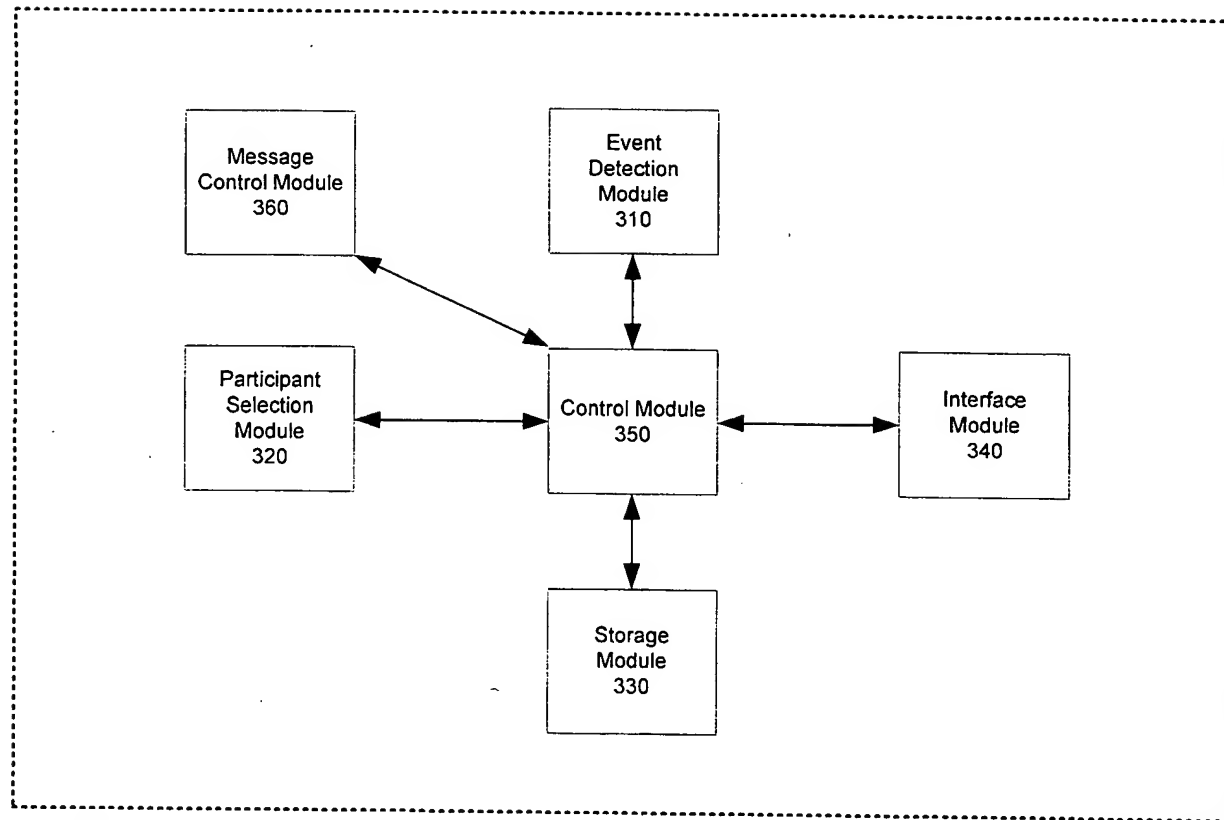 Message
Control Module
360
Event
Detection
Module
310
Participant
Selection
Module
320
Control Module
350
Interface
Module
340
Storage
Module
330